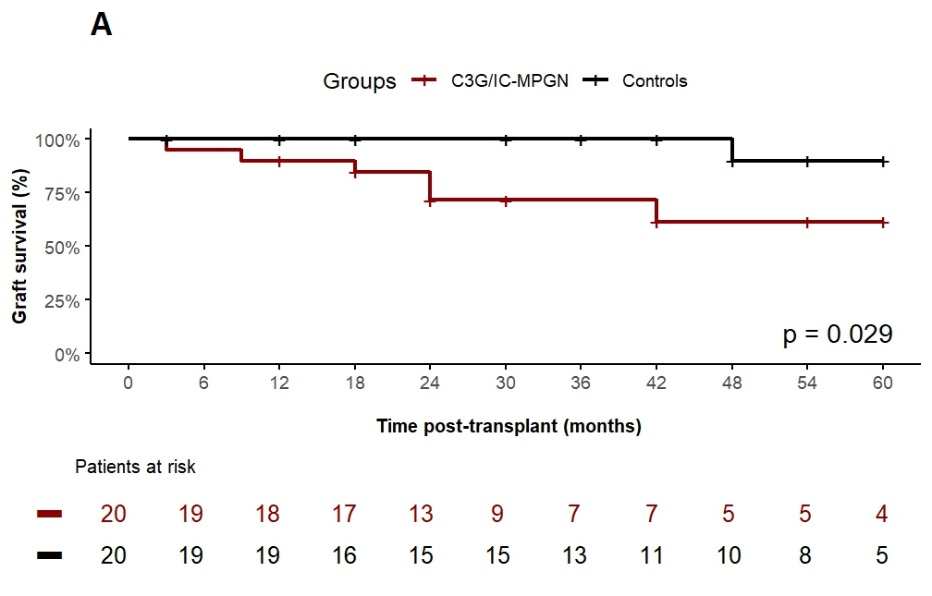 A
Groups C3G/IC-MPGN Controls
100%
75%
50%
25%
0%
Graft survival (%)
p = 0.029
0 6 12 18 24 30 36 42 48 54 60
Time post-transplant (months)
Patients at risk
20 19 18 17 13 9 7 7 5 5 4
20 19 19 16 15 15 13 11 10 8 5